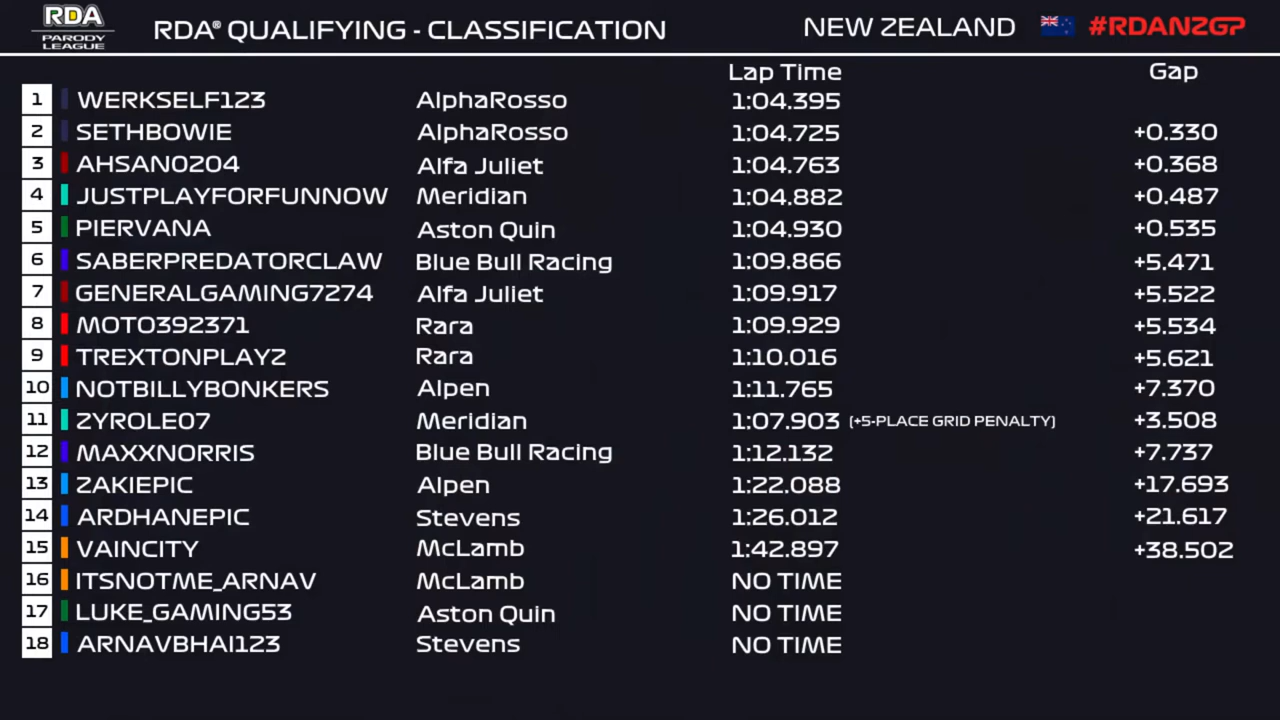 RDA
PARODY
LEAGUE
RDA® QUALIFYING - CLASSIFICATION
NEW ZEALAND #RDANZGP
Lap Time Gap
1 WERKSELF123 AlphaRosso 1:04.395
2 SETHBOWIE AlphaRosso 1:04.725 +0.330
3 AHSAN0204 Alfa Juliet 1:04.763 +0.368
4 JUSTPLAYFORFUNNOW Meridian 1:04.882 +0.487
5 PIERVANA Aston Quin 1:04.930 +0.535
6 SABERPREDATORCLAW Blue Bull Racing 1:09.866 +5.471
7 GENERALGAMING7274 Alfa Juliet 1:09.917 +5.522
8 MOTO392371 Rara 1:09.929 +5.534
9 TREXTONPLAYZ Rara 1:10.016 +5.621
10 NOTBILLYBONKERS Alpen 1:11.765 +7.370
11 ZYROLE07 Meridian 1:07.903 (+5-PLACE GRID PENALTY) +3.508
12 MAXXNORRIS Blue Bull Racing 1:12.132 +7.737
13 ZAKIEPIC Alpen 1:22.088 +17.693
14 ARDHANEPIC Stevens 1:26.012 +21.617
15 VAINCITY McLamb 1:42.897 +38.502
16 ITSNOTME_ARNAV McLamb NO TIME
17 LUKE_GAMING53 Aston Quin NO TIME
18 ARNAVBHAI123 Stevens NO TIME